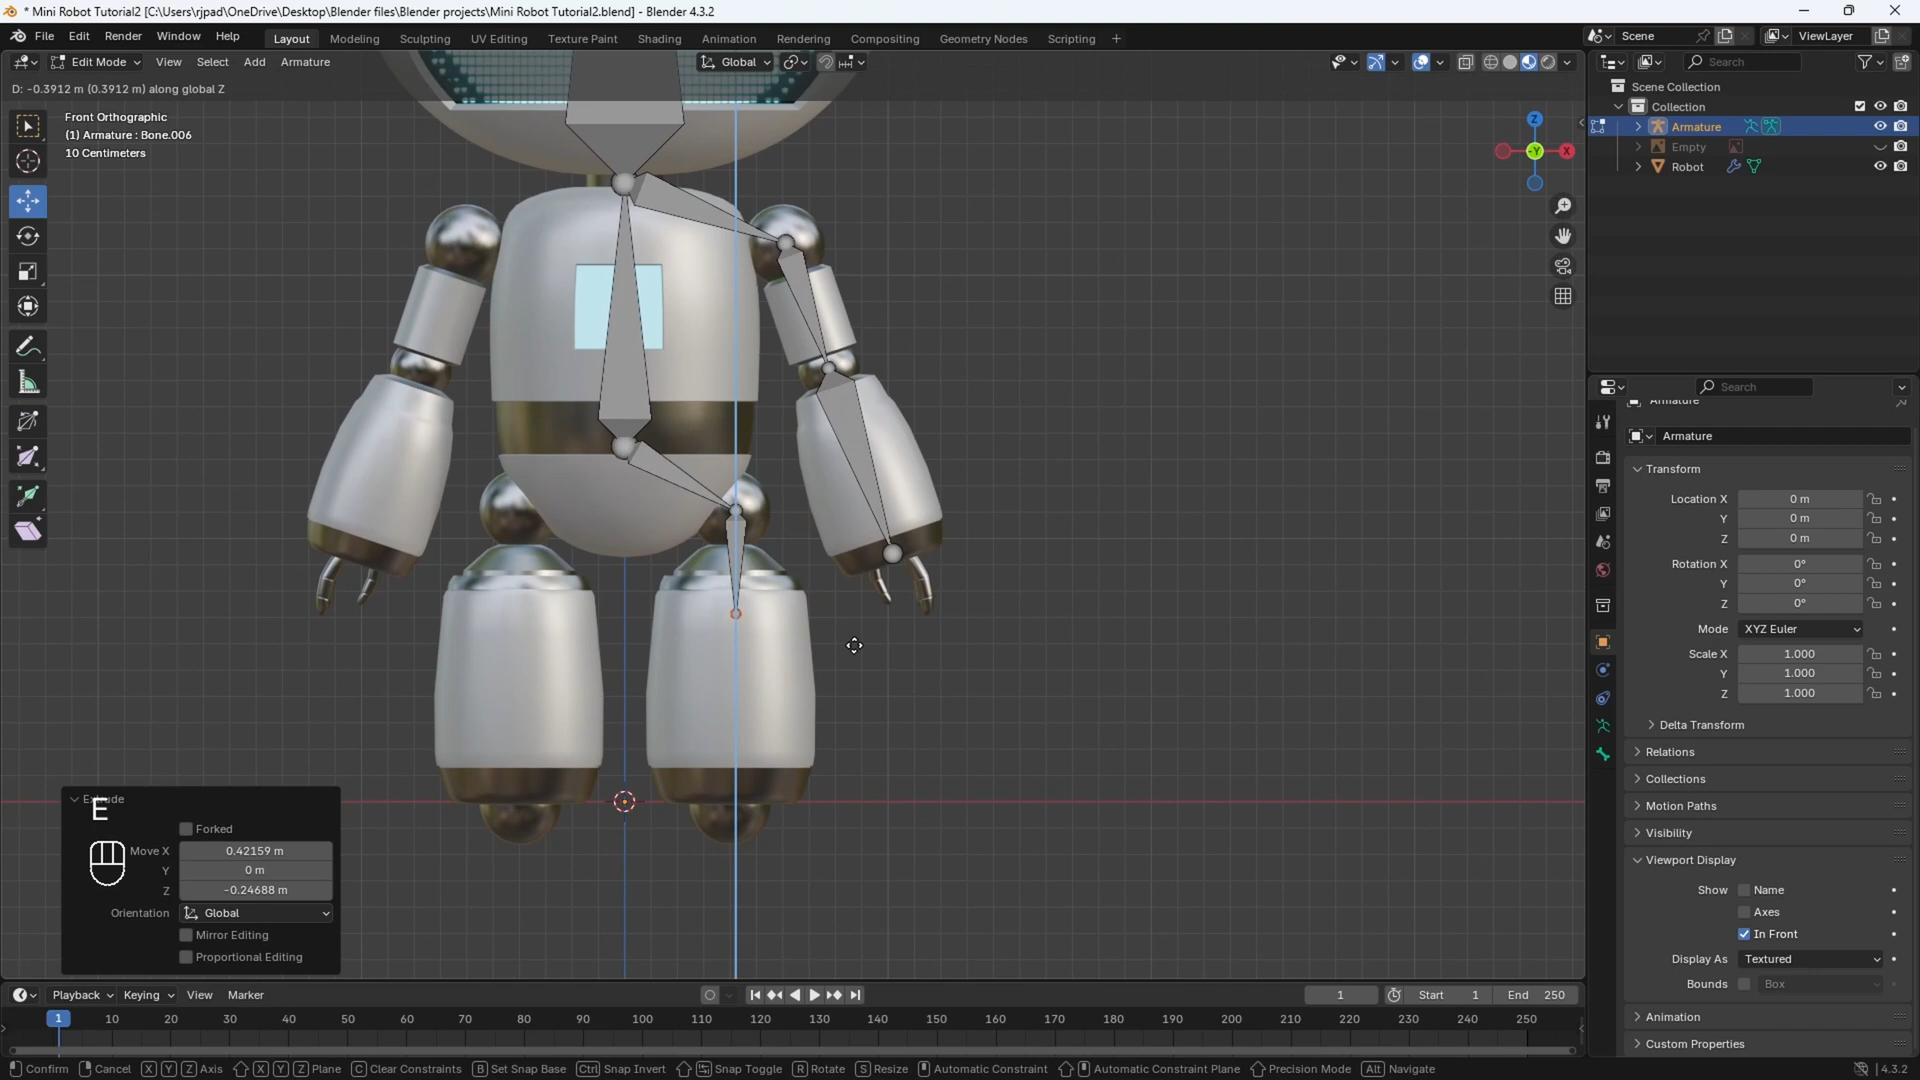 * Mini Robot Tutorial2 [C:\Users\rjpad\OneDrive\Desktop\Blender files\Blender projects\Mini Robot Tutorial2.blend] - Blender 4.3.2
File Edit Render Window Help Layout Modeling Sculpting UV Editing Texture Paint Shading Animation Rendering Compositing Geometry Nodes Scripting + Scene ViewLayer
Edit Mode View Select Add Armature Global Search
D: -0.3912 m (0.3912 m) along global Z
Front Orthographic
(1) Armature : Bone.006
10 Centimeters
Z
-Y X
Scene Collection
Collection
Armature
Empty
Robot
Search
Armature
Armature
Transform
Location X 0 m
Y 0 m
Z 0 m
Rotation X 0°
Y 0°
Z 0°
Mode XYZ Euler
Scale X 1.000
Y 1.000
Z 1.000
Delta Transform
Relations
Collections
Motion Paths
Visibility
Viewport Display
Show Name
Axes
In Front
Display As Textured
Bounds Box
Animation
Custom Properties
Extrude
E
Forked
Move X 0.42159 m
Y 0 m
Z -0.24688 m
Orientation Global
Mirror Editing
Proportional Editing
Playback Keying View Marker 1 Start 1 End 250
1 10 20 30 40 50 60 70 80 90 100 110 120 130 140 150 160 170 180 190 200 210 220 230 240 250
Confirm Cancel X Y Z Axis X Y Z Plane C Clear Constraints B Set Snap Base Ctrl Snap Invert Snap Toggle R Rotate S Resize Automatic Constraint Automatic Constraint Plane Precision Mode Alt Navigate 4.3.2